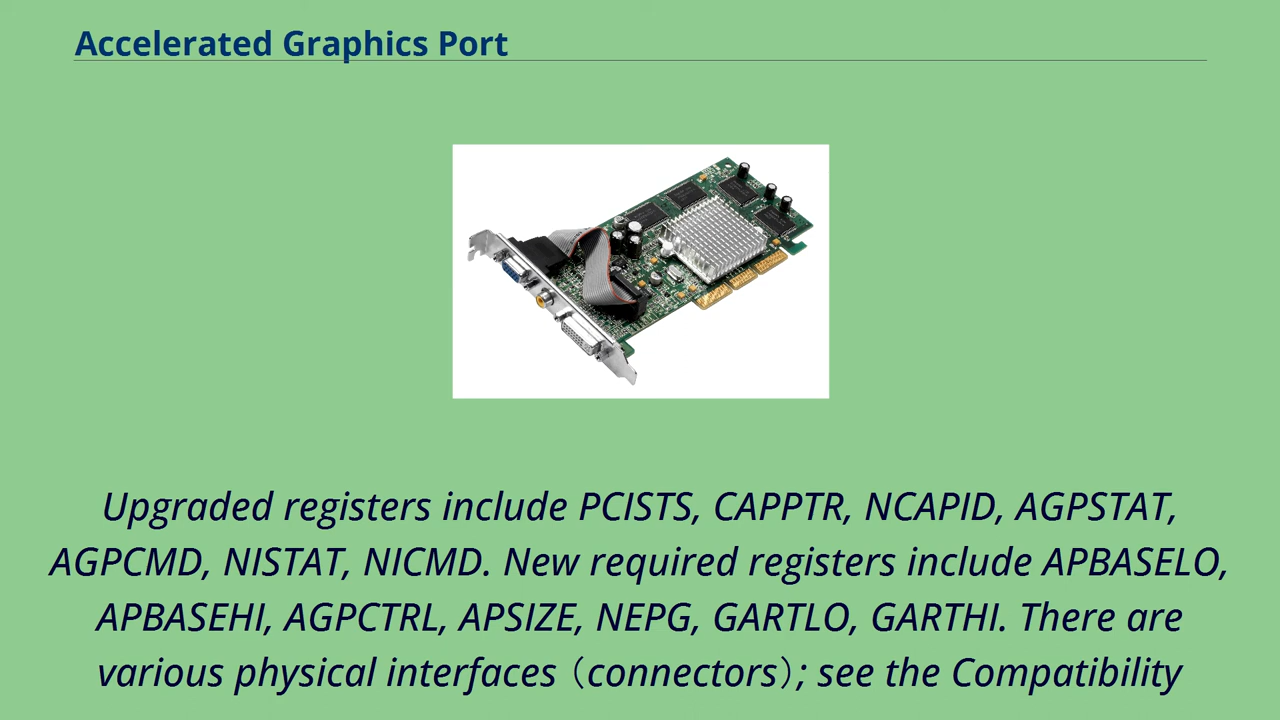 Accelerated Graphics Port
Upgraded registers include PCISTS, CAPPTR, NCAPID, AGPSTAT,
AGPCMD, NISTAT, NICMD. New required registers include APBASELO,
APBASEHI, AGPCTRL, APSIZE, NEPG, GARTLO, GARTHI. There are
various physical interfaces（connectors）; see the Compatibility